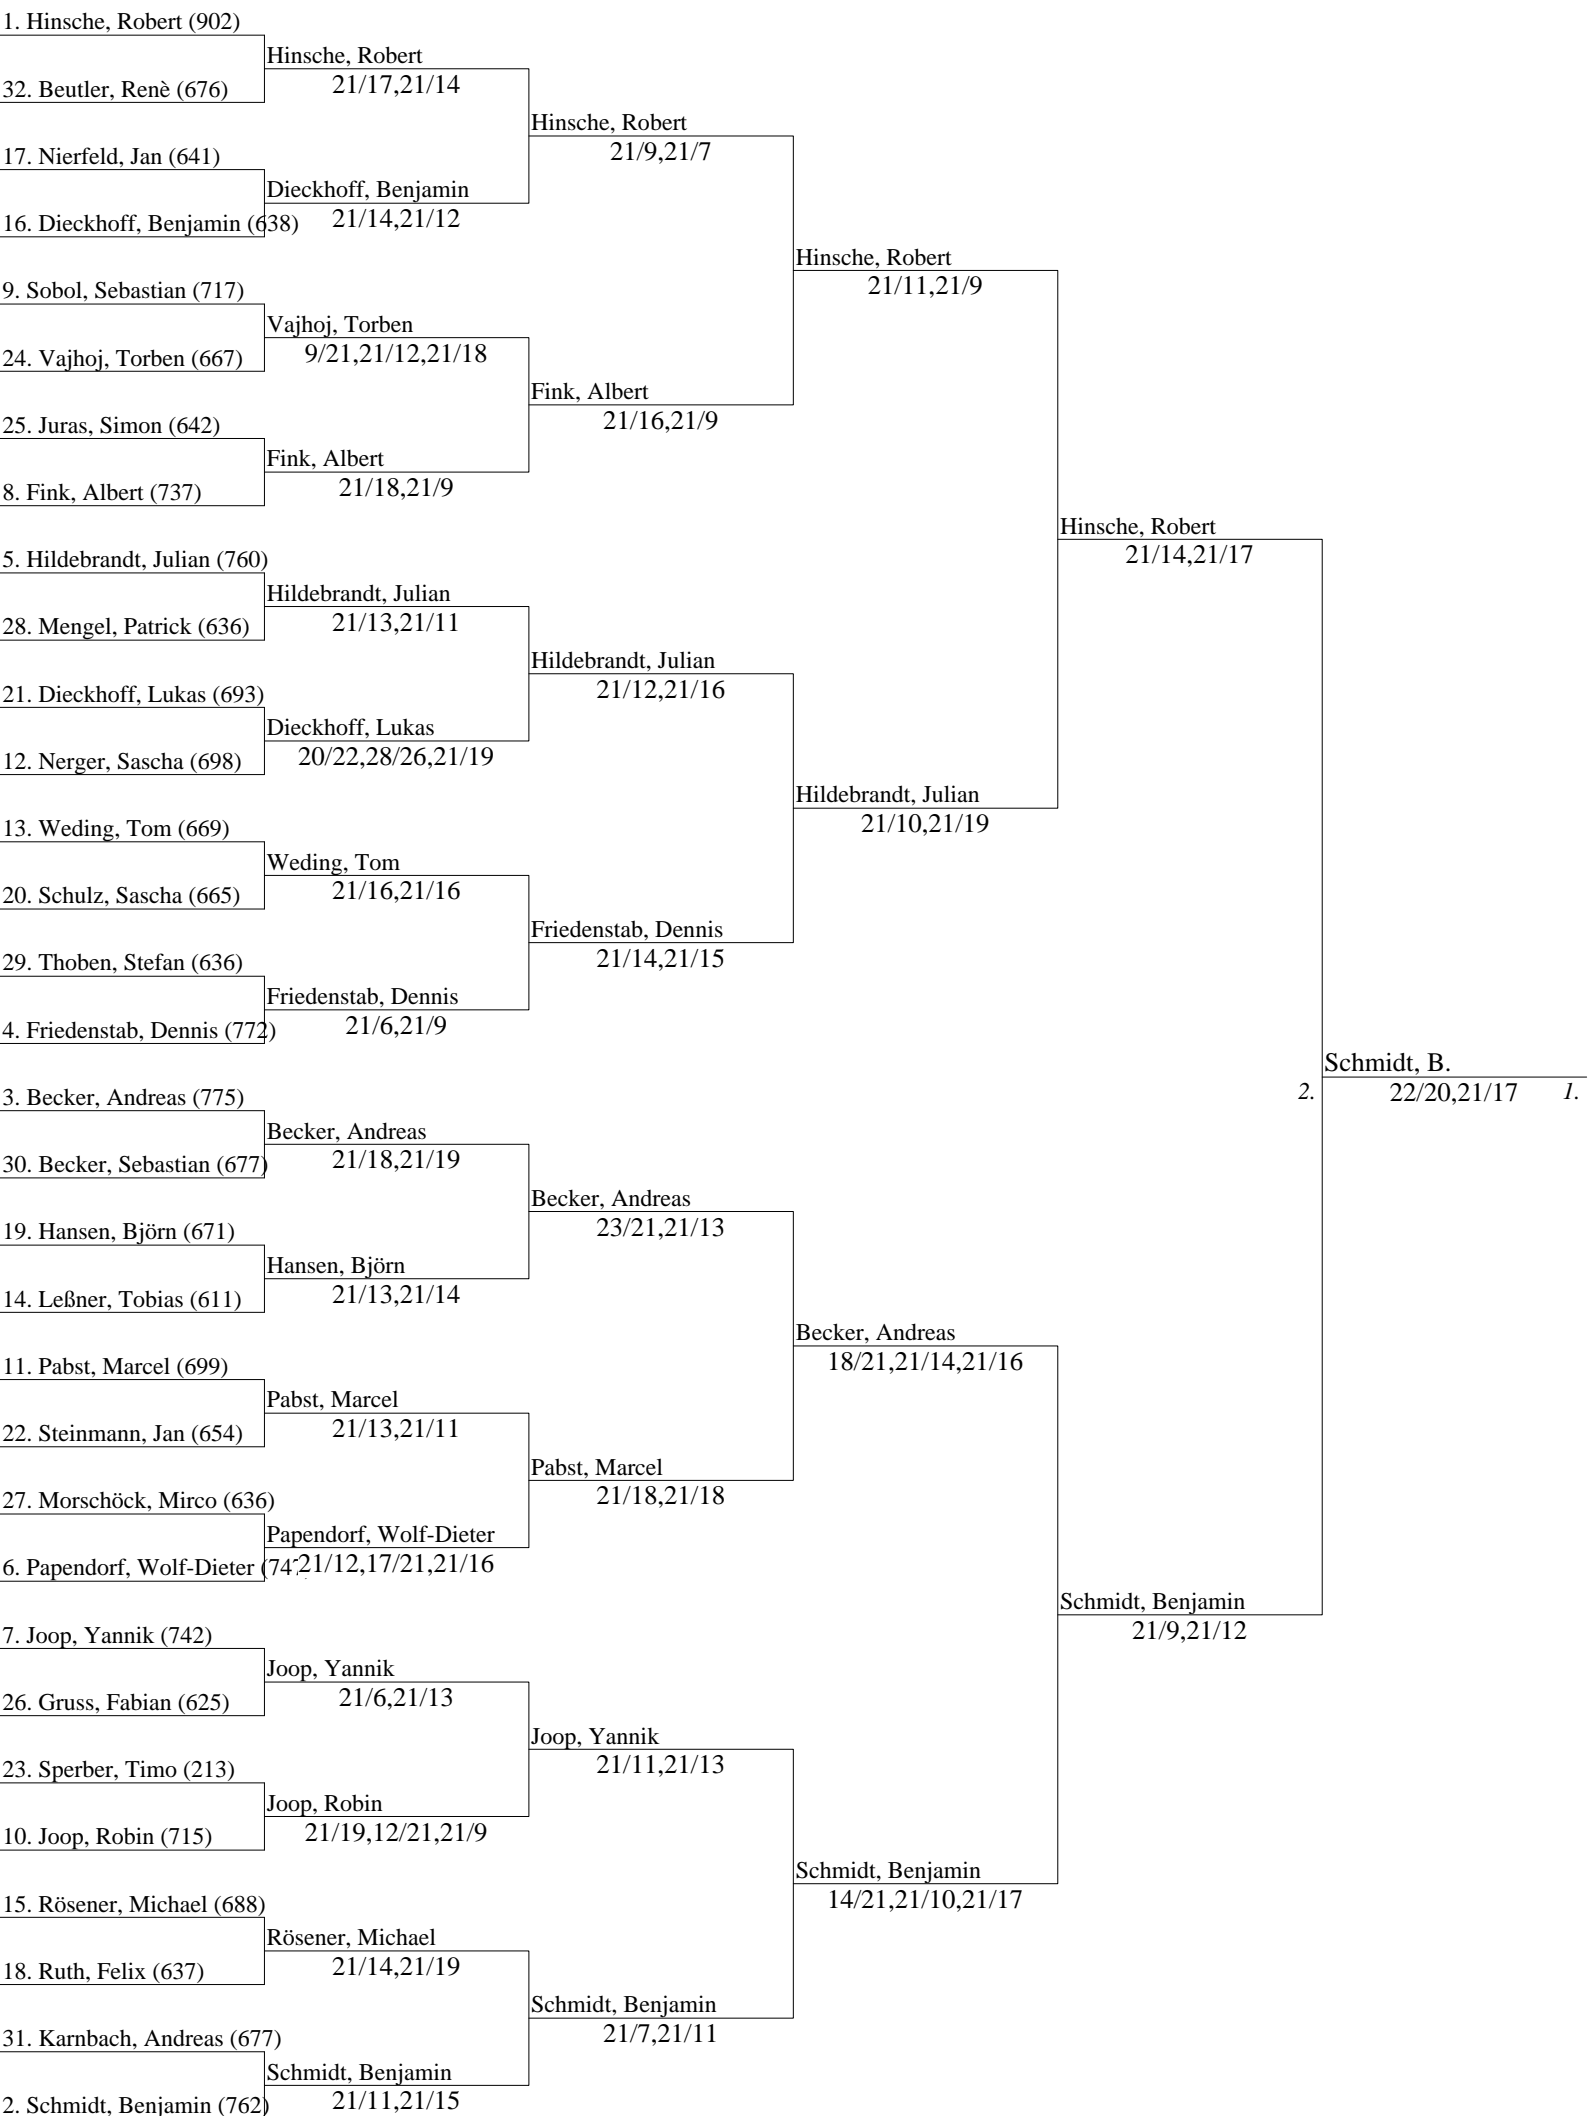 1. Hinsche, Robert (902)
Hinsche, Robert
32. Beutler, Renè (676)
21/17,21/14
Hinsche, Robert
17. Nierfeld, Jan (641)
21/9,21/7
Dieckhoff, Benjamin
16. Dieckhoff, Benjamin (638)
21/14,21/12
Hinsche, Robert
9. Sobol, Sebastian (717)
21/11,21/9
Vajhoj, Torben
24. Vajhoj, Torben (667)
9/21,21/12,21/18
Fink, Albert
25. Juras, Simon (642)
21/16,21/9
Fink, Albert
8. Fink, Albert (737)
21/18,21/9
Hinsche, Robert
5. Hildebrandt, Julian (760)
21/14,21/17
Hildebrandt, Julian
28. Mengel, Patrick (636)
21/13,21/11
Hildebrandt, Julian
21. Dieckhoff, Lukas (693)
21/12,21/16
Dieckhoff, Lukas
12. Nerger, Sascha (698)
20/22,28/26,21/19
Hildebrandt, Julian
13. Weding, Tom (669)
21/10,21/19
Weding, Tom
20. Schulz, Sascha (665)
21/16,21/16
Friedenstab, Dennis
29. Thoben, Stefan (636)
21/14,21/15
Friedenstab, Dennis
4. Friedenstab, Dennis (772)
21/6,21/9
Schmidt, B.
2.
22/20,21/17
1.
3. Becker, Andreas (775)
Becker, Andreas
30. Becker, Sebastian (677)
21/18,21/19
Becker, Andreas
19. Hansen, Björn (671)
23/21,21/13
Hansen, Björn
14. Leßner, Tobias (611)
21/13,21/14
Becker, Andreas
11. Pabst, Marcel (699)
18/21,21/14,21/16
Pabst, Marcel
22. Steinmann, Jan (654)
21/13,21/11
Pabst, Marcel
27. Morschöck, Mirco (636)
21/18,21/18
Papendorf, Wolf-Dieter
6. Papendorf, Wolf-Dieter
21/12,17/21,21/16
Schmidt, Benjamin
7. Joop, Yannik (742)
21/9,21/12
Joop, Yannik
26. Gruss, Fabian (625)
21/6,21/13
Joop, Yannik
23. Sperber, Timo (213)
21/11,21/13
Joop, Robin
10. Joop, Robin (715)
21/19,12/21,21/9
Schmidt, Benjamin
15. Rösener, Michael (688)
14/21,21/10,21/17
Rösener, Michael
18. Ruth, Felix (637)
21/14,21/19
Schmidt, Benjamin
31. Karnbach, Andreas (677)
21/7,21/11
Schmidt, Benjamin
2. Schmidt, Benjamin (762)
21/11,21/15